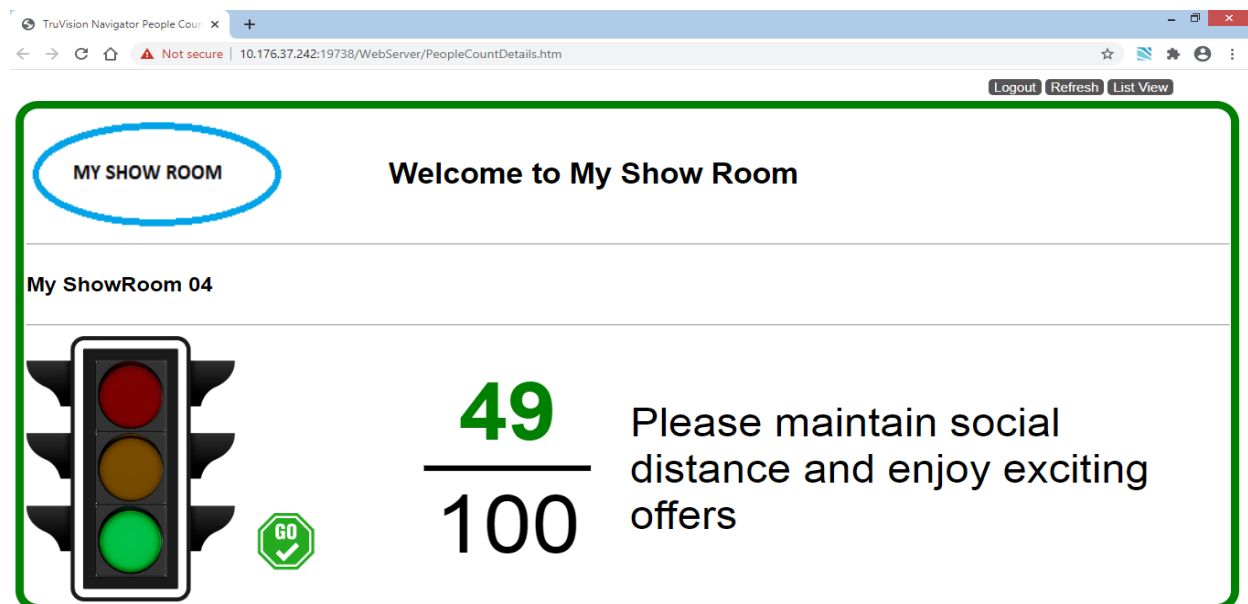 TruVision Navigator People Cour
Not secure | 10.176.37.242:19738/WebServer/PeopleCountDetails.htm
Logout Refresh List View
MY SHOW ROOM
Welcome to My Show Room
My ShowRoom 04
49
100
Please maintain social
distance and enjoy exciting
offers
GO